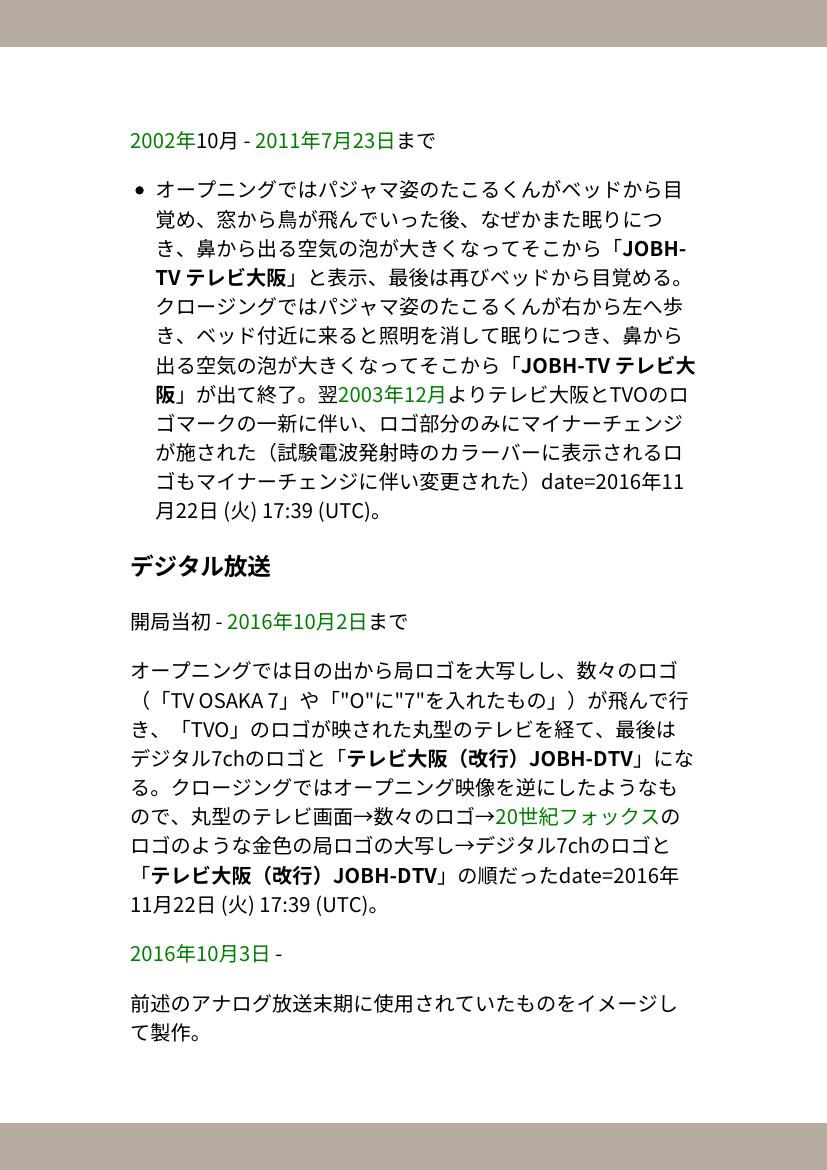 2002年10月 - 2011年7月23日まで
• オープニングではパジャマ姿のたこるくんがベッドから目
覚め、窓から鳥が飛んでいった後、なぜかまた眠りにつ
き、鼻から出る空気の泡が大きくなってそこから「JOBH-
TV テレビ大阪」と表示、最後は再びベッドから目覚める。
クロージングではパジャマ姿のたこるくんが右から左へ歩
き、ベッド付近に来ると照明を消して眠りにつき、鼻から
出る空気の泡が大きくなってそこから「JOBH-TV テレビ大
阪」が出て終了。翌2003年12月よりテレビ大阪とTVOのロ
ゴマークの一新に伴い、ロゴ部分のみにマイナーチェンジ
が施された（試験電波発射時のカラーバーに表示されるロ
ゴもマイナーチェンジに伴い変更された）date=2016年11
月22日 (火) 17:39 (UTC)。
デジタル放送
開局当初 - 2016年10月2日まで
オープニングでは日の出から局ロゴを大写しし、数々のロゴ
（「TV OSAKA 7」や「"O"に"7"を入れたもの」）が飛んで行
き、「TVO」のロゴが映された丸型のテレビを経て、最後は
デジタル7chのロゴと「テレビ大阪（改行）JOBH-DTV」にな
る。クロージングではオープニング映像を逆にしたようなも
ので、丸型のテレビ画面→数々のロゴ→20世紀フォックスの
ロゴのような金色の局ロゴの大写し→デジタル7chのロゴと
「テレビ大阪（改行）JOBH-DTV」の順だったdate=2016年
11月22日 (火) 17:39 (UTC)。
2016年10月3日 -
前述のアナログ放送末期に使用されていたものをイメージし
て製作。